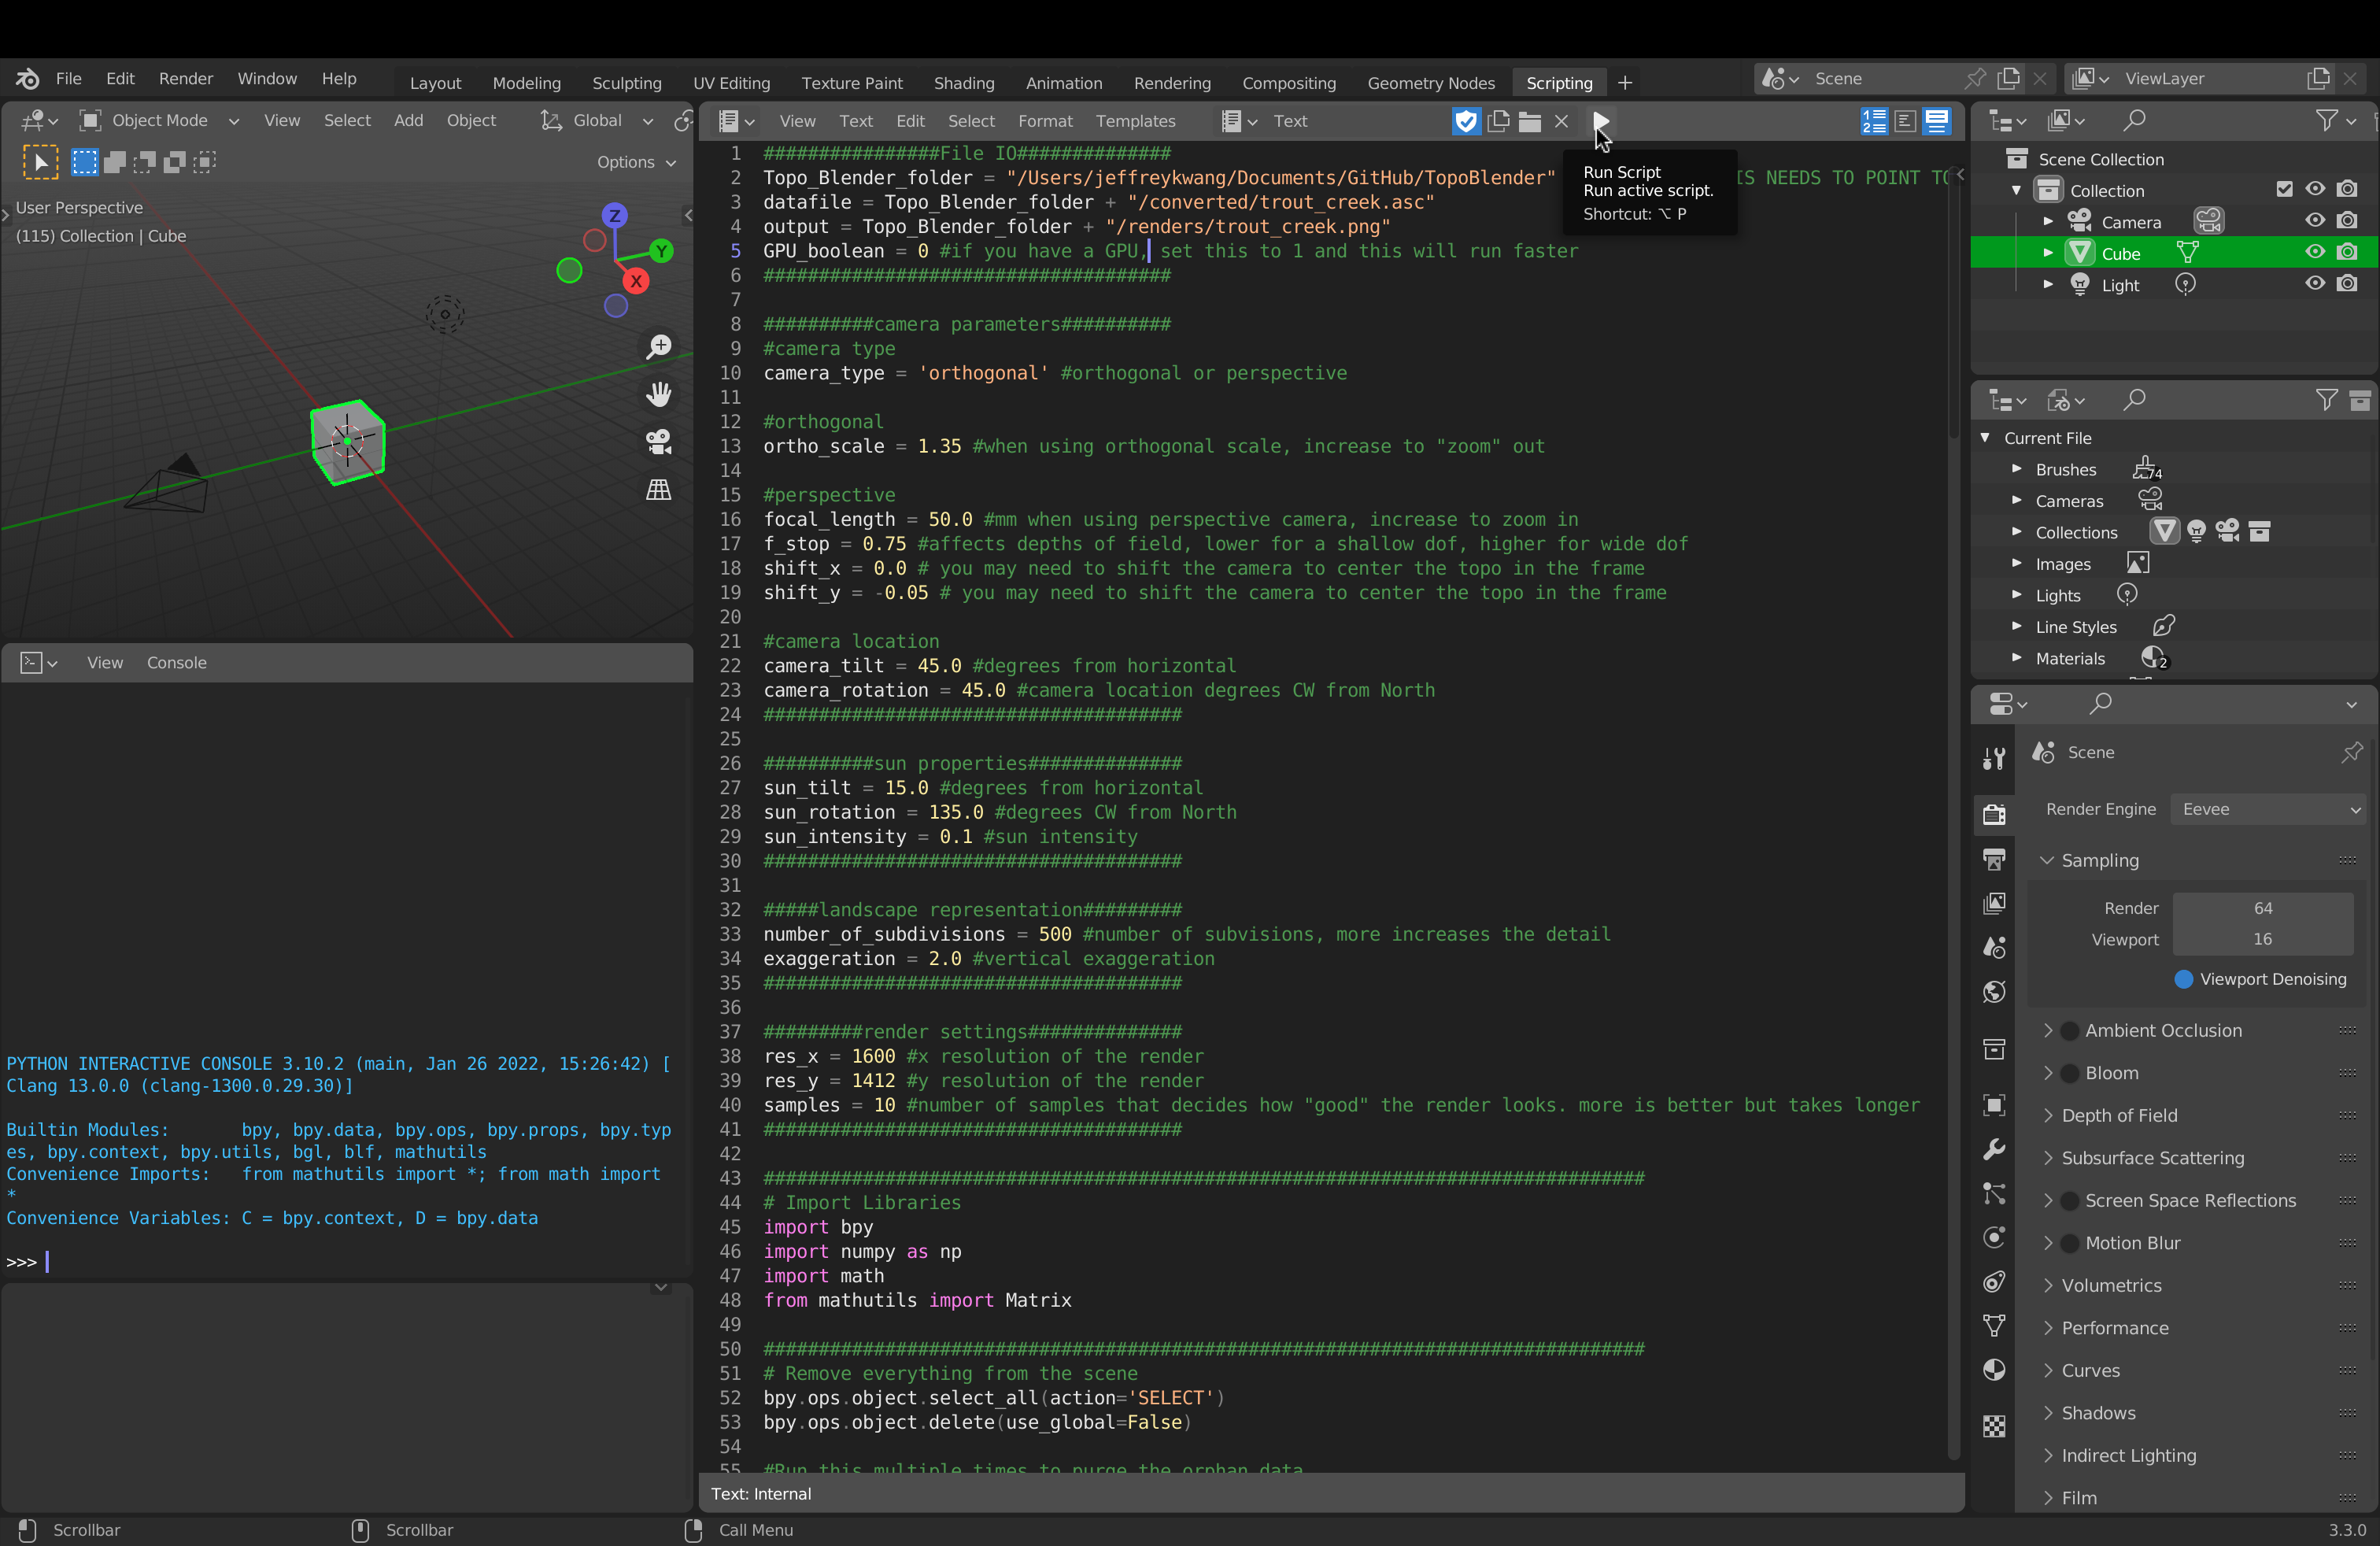 File Edit Render Window Help Layout Modeling Sculpting UV Editing Texture Paint Shading Animation Rendering Compositing Geometry Nodes Scripting + Scene ViewLayer
Object Mode View Select Add Object Global
Options
User Perspective
(115) Collection | Cube
Z
Y
X
View Console
PYTHON INTERACTIVE CONSOLE 3.10.2 (main, Jan 26 2022, 15:26:42) [
Clang 13.0.0 (clang-1300.0.29.30)]
Builtin Modules: bpy, bpy.data, bpy.ops, bpy.props, bpy.typ
es, bpy.context, bpy.utils, bgl, blf, mathutils
Convenience Imports: from mathutils import *; from math import
*
Convenience Variables: C = bpy.context, D = bpy.data
>>>
View Text Edit Select Format Templates Text
Run Script
Run active script.
Shortcut: ⌥ P
1 ################File IO##############
2 Topo_Blender_folder = "/Users/jeffreykwang/Documents/GitHub/TopoBlender" IS NEEDS TO POINT TO
3 datafile = Topo_Blender_folder + "/converted/trout_creek.asc"
4 output = Topo_Blender_folder + "/renders/trout_creek.png"
5 GPU_boolean = 0 #if you have a GPU, set this to 1 and this will run faster
6 #####################################
7
8 ##########camera parameters##########
9 #camera type
10 camera_type = 'orthogonal' #orthogonal or perspective
11
12 #orthogonal
13 ortho_scale = 1.35 #when using orthogonal scale, increase to "zoom" out
14
15 #perspective
16 focal_length = 50.0 #mm when using perspective camera, increase to zoom in
17 f_stop = 0.75 #affects depths of field, lower for a shallow dof, higher for wide dof
18 shift_x = 0.0 # you may need to shift the camera to center the topo in the frame
19 shift_y = -0.05 # you may need to shift the camera to center the topo in the frame
20
21 #camera location
22 camera_tilt = 45.0 #degrees from horizontal
23 camera_rotation = 45.0 #camera location degrees CW from North
24 ######################################
25
26 ##########sun properties##############
27 sun_tilt = 15.0 #degrees from horizontal
28 sun_rotation = 135.0 #degrees CW from North
29 sun_intensity = 0.1 #sun intensity
30 ######################################
31
32 #####landscape representation#########
33 number_of_subdivisions = 500 #number of subvisions, more increases the detail
34 exaggeration = 2.0 #vertical exaggeration
35 ######################################
36
37 #########render settings##############
38 res_x = 1600 #x resolution of the render
39 res_y = 1412 #y resolution of the render
40 samples = 10 #number of samples that decides how "good" the render looks. more is better but takes longer
41 ######################################
42
43 ################################################################################
44 # Import Libraries
45 import bpy
46 import numpy as np
47 import math
48 from mathutils import Matrix
49
50 ################################################################################
51 # Remove everything from the scene
52 bpy.ops.object.select_all(action='SELECT')
53 bpy.ops.object.delete(use_global=False)
54
55 #Run this multiple times to purge the orphan data
Text: Internal
Scene Collection
Collection
Camera
Cube
Light
Current File
Brushes 74
Cameras
Collections
Images
Lights
Line Styles
Materials 2
Scene
Render Engine Eevee
Sampling
Render 64
Viewport 16
Viewport Denoising
Ambient Occlusion
Bloom
Depth of Field
Subsurface Scattering
Screen Space Reflections
Motion Blur
Volumetrics
Performance
Curves
Shadows
Indirect Lighting
Film
Scrollbar Scrollbar Call Menu 3.3.0